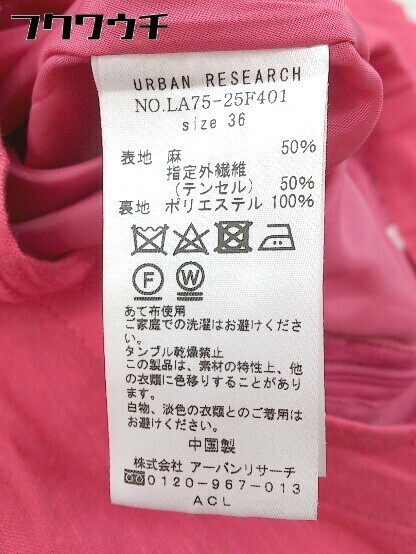 フクワウチ
URBAN RESEARCH
NO.LA75-25F401
size 36
表地 麻 50%
指定外繊維
(テンセル) 50%
裏地 ポリエステル 100%
F W
あて布使用
ご家庭での洗濯はお避けくださ
い。
タンブル乾燥禁止
この製品は、素材の特性上、他
の衣類に色移りすることがあり
ます。
白物、淡色の衣類とのご着用は
お避けください。
中国製
株式会社 アーバンリサーチ
0120-967-013
ACL